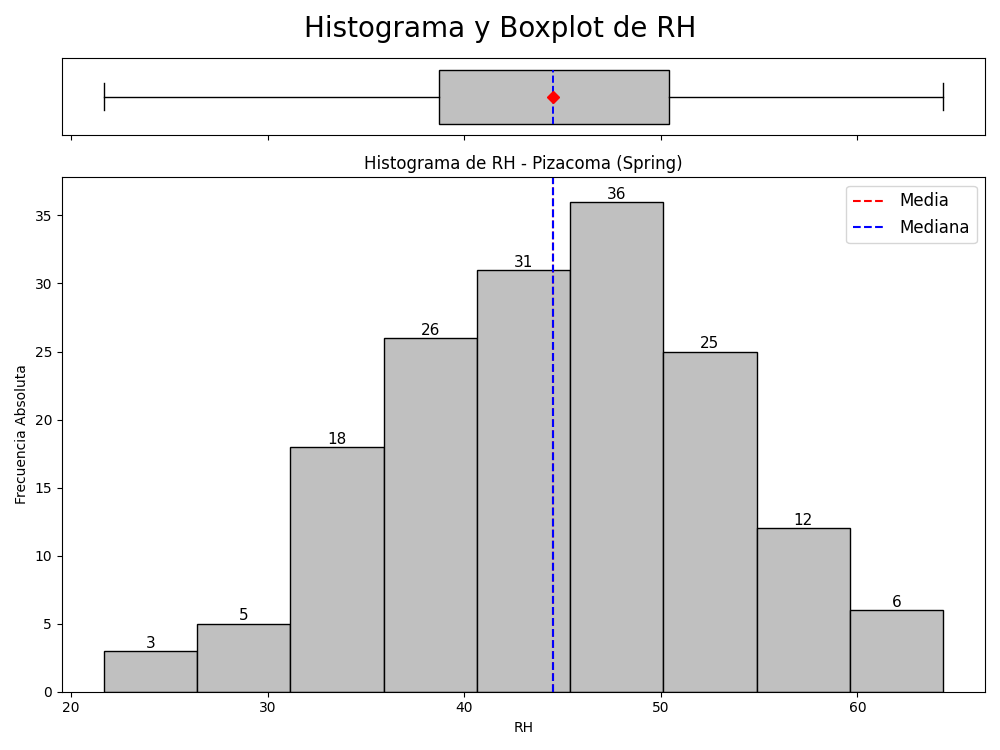 Histograma y Boxplot de RH
Histograma de RH - Pizacoma (Spring)
Media
Mediana
Frecuencia Absoluta
35
30
25
20
15
10
5
0
3
5
18
26
31
36
25
12
6
20 30 40 50 60
RH